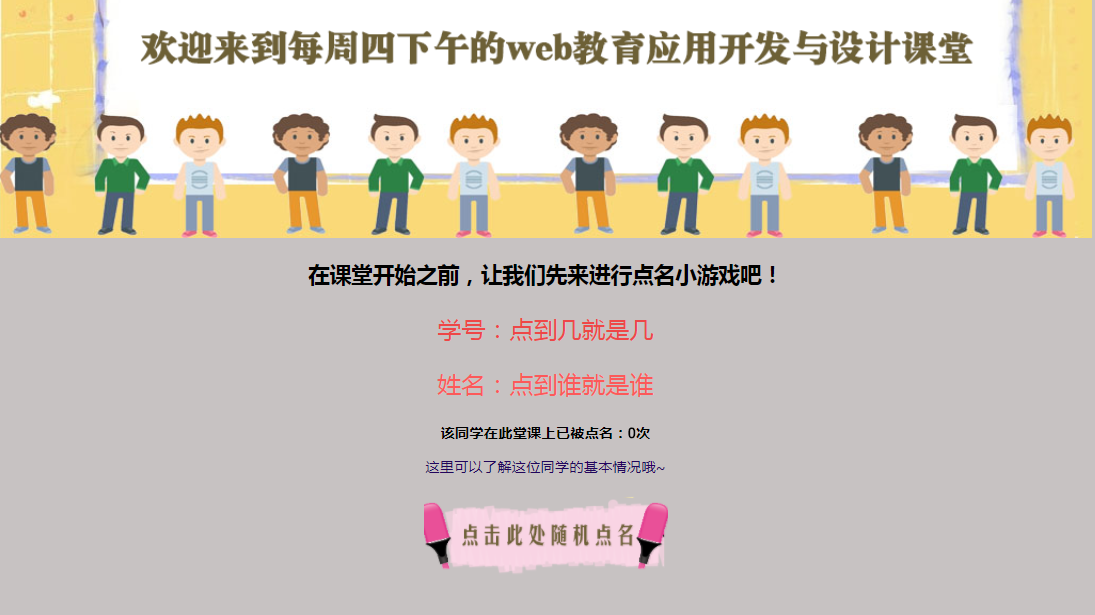 欢迎来到每周四下午的web教育应用开发与设计课堂
在课堂开始之前，让我们先来进行点名小游戏吧！
学号：点到几就是几
姓名：点到谁就是谁
该同学在此堂课上已被点名：0次
这里可以了解这位同学的基本情况哦~
点击此处随机点名